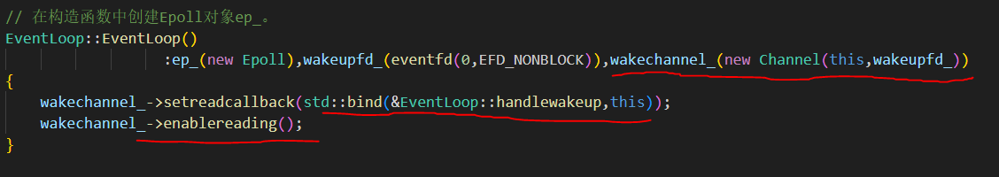 // 在构造函数中创建Epoll对象ep_。
EventLoop::EventLoop()
:ep_(new Epoll),wakeupfd_(eventfd(0,EFD_NONBLOCK)),wakechannel_(new Channel(this,wakeupfd_))
{
wakechannel_->setreadcallback(std::bind(&EventLoop::handlewakeup,this));
wakechannel_->enablereading();
}